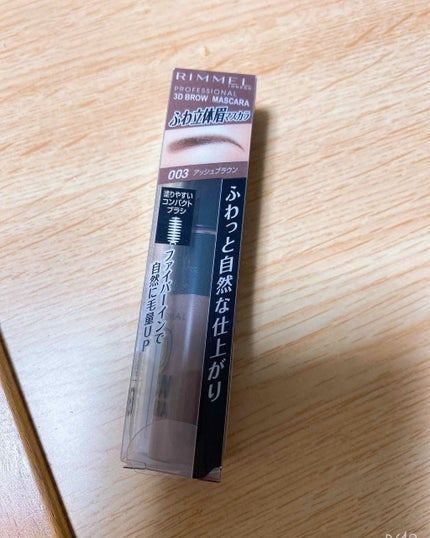 RIMMEL
LONDON
PROFESSIONAL
3D BROW MASCARA
ふわ立体眉マスカラ
003 アッシュブラウン
塗りやすい
コンパクト
ブラシ
ふわっと自然な仕上がり
ファイバーインで
自然に毛量UP